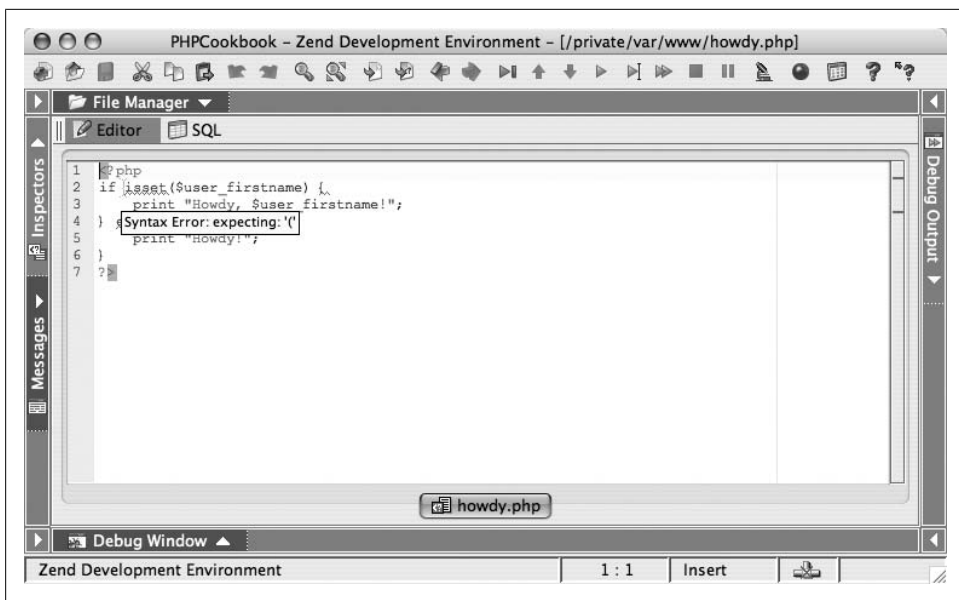 PHPCookbook – Zend Development Environment – [/private/var/www/howdy.php]
File Manager
Editor SQL
Inspectors
Messages
Debug Output
1 <?php
2 if isset($user_firstname) {
3 print "Howdy, $user_firstname!";
4 }
Syntax Error: expecting: '('
5 print "Howdy!";
6 }
7 ?>
howdy.php
Debug Window
Zend Development Environment 1 : 1 Insert